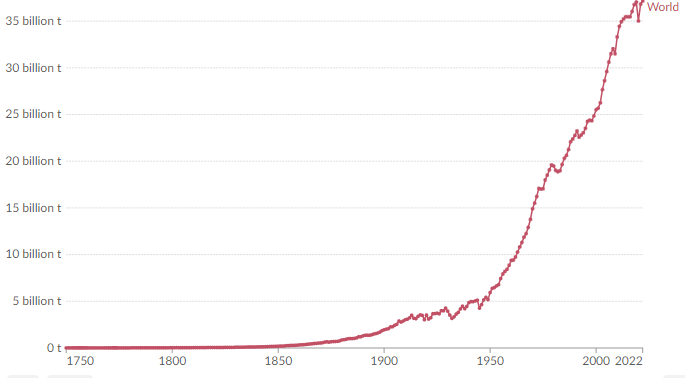 World
35 billion t
30 billion t
25 billion t
20 billion t
15 billion t
10 billion t
5 billion t
0 t
1750 1800 1850 1900 1950 2000 2022